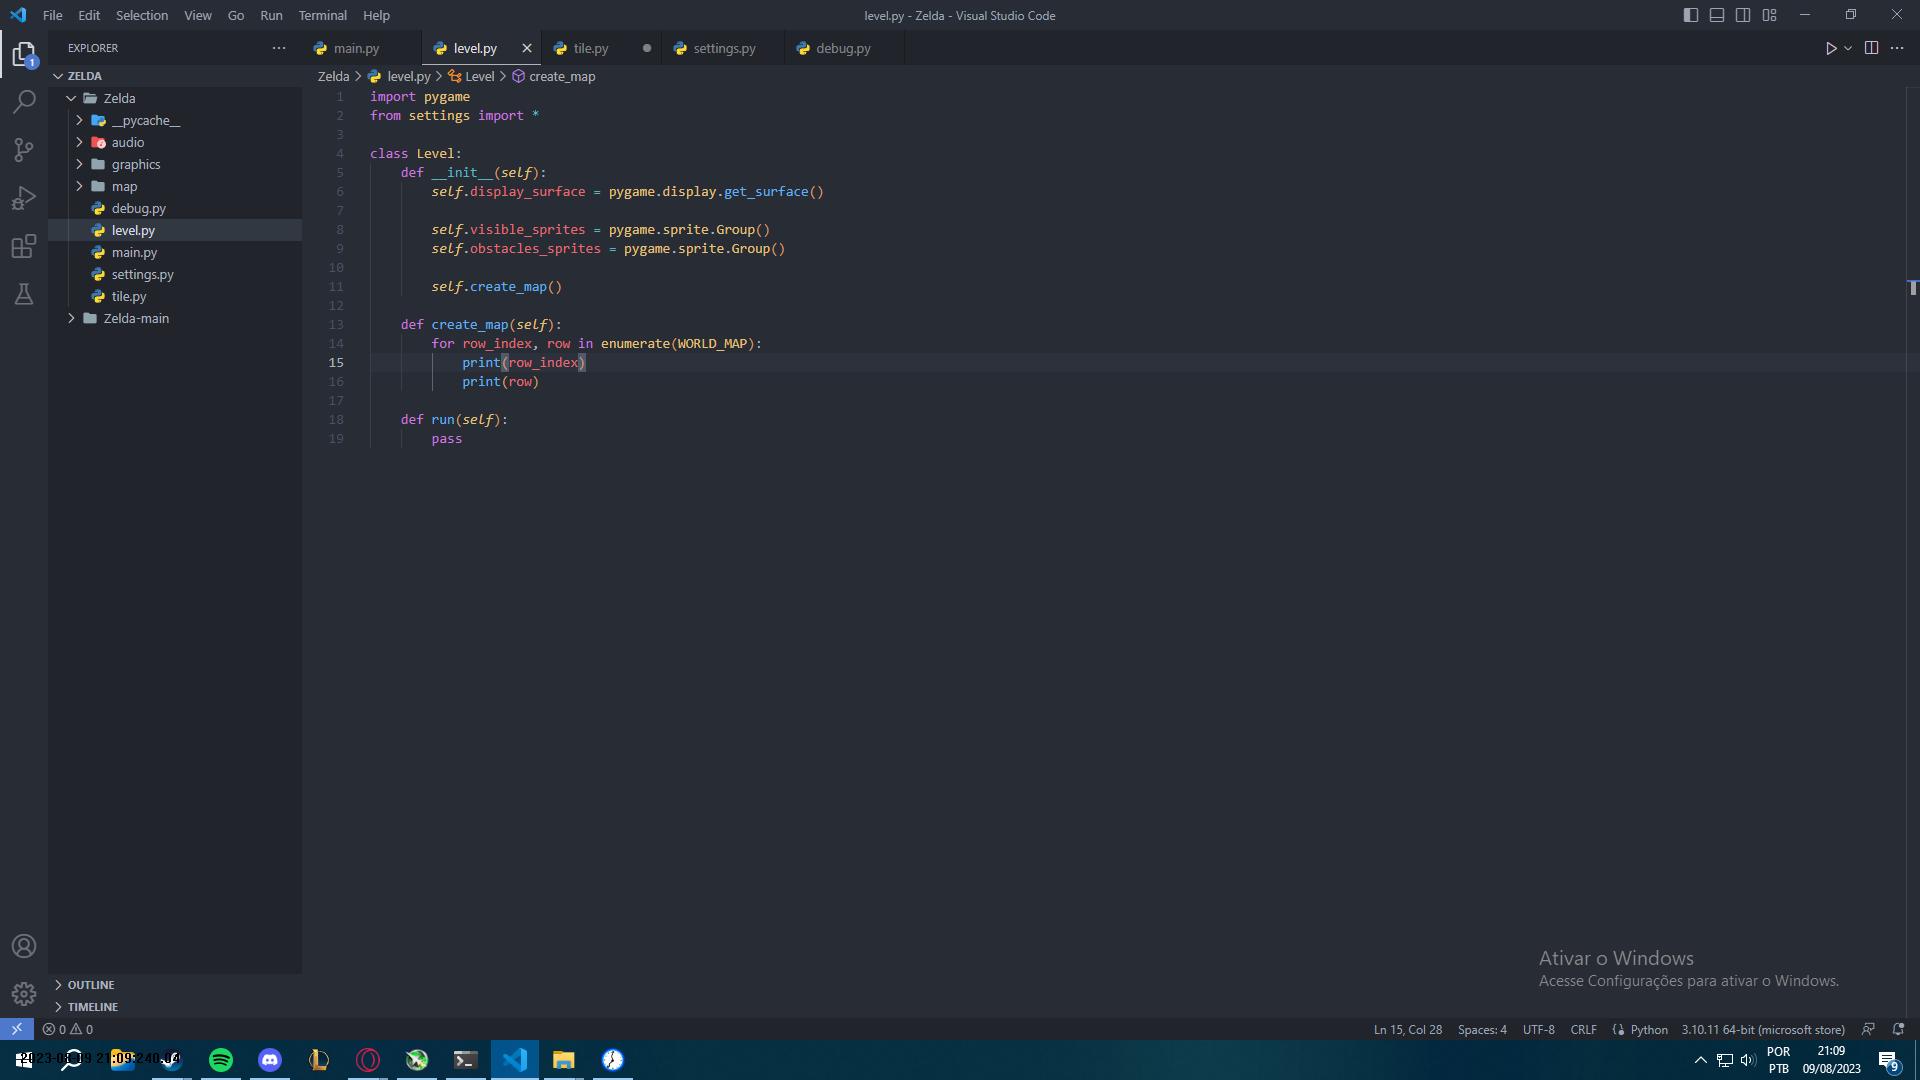 File Edit Selection View Go Run Terminal Help
level.py - Zelda - Visual Studio Code
EXPLORER
main.py
level.py
tile.py
settings.py
debug.py
1
ZELDA
Zelda
__pycache__
audio
graphics
map
debug.py
level.py
main.py
settings.py
tile.py
Zelda-main
OUTLINE
TIMELINE
Zelda > level.py > Level > create_map
1 import pygame
2 from settings import *
3
4 class Level:
5 def __init__(self):
6 self.display_surface = pygame.display.get_surface()
7
8 self.visible_sprites = pygame.sprite.Group()
9 self.obstacles_sprites = pygame.sprite.Group()
10
11 self.create_map()
12
13 def create_map(self):
14 for row_index, row in enumerate(WORLD_MAP):
15 print(row_index)
16 print(row)
17
18 def run(self):
19 pass
Ativar o Windows
Acesse Configurações para ativar o Windows.
0 0
Ln 15, Col 28 Spaces: 4 UTF-8 CRLF Python 3.10.11 64-bit (microsoft store)
POR
PTB
21:09
09/08/2023
9